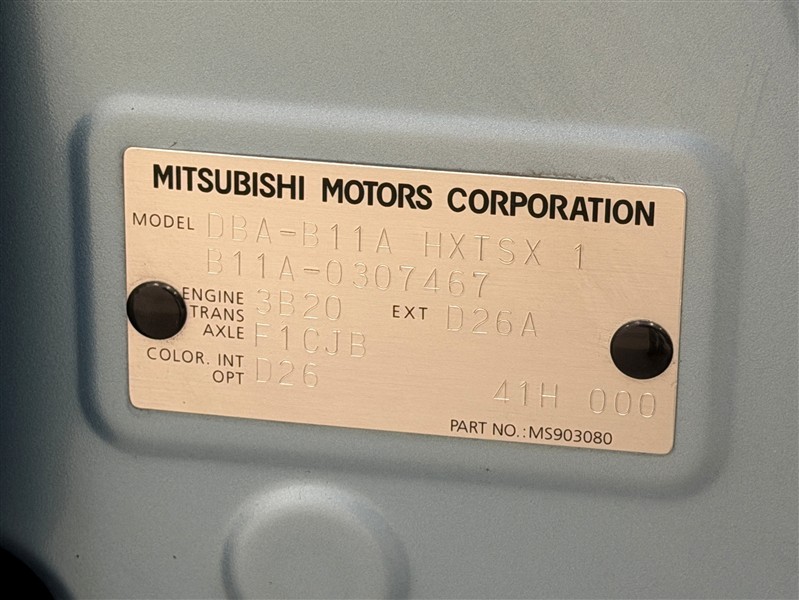 MITSUBISHI MOTORS CORPORATION
MODEL DBA-B11A HXTSX 1
B11A-0307467
ENGINE 3B20 EXT D26A
TRANS
AXLE F1CJB
COLOR. INT
OPT D26
41H 000
PART NO.:MS903080